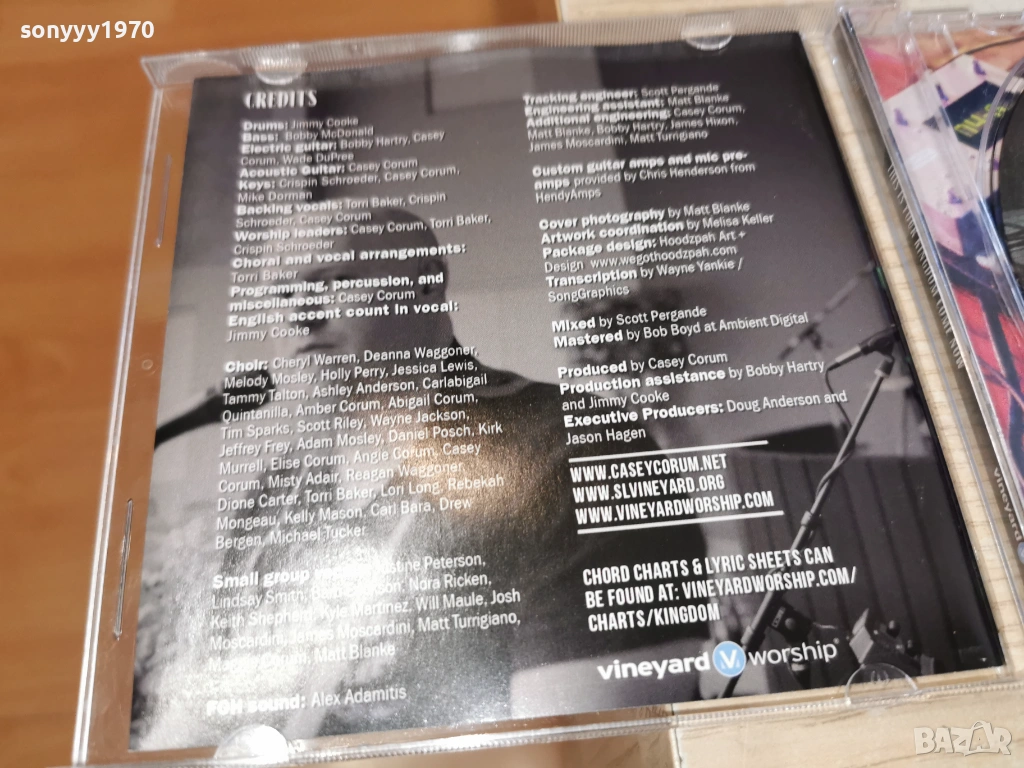 sonyyy1970
CREDITS
Drums: Jimmy Cooke
Bass: Bobby McDonald
Electric guitar: Bobby Hartry, Casey
Corum, Wade DuPree
Acoustic Guitar: Casey Corum
Keys: Crispin Schroeder, Casey Corum,
Mike Dorman
Backing vocals: Torri Baker, Crispin
Schroeder, Casey Corum
Worship leaders: Casey Corum, Torri Baker,
Crispin Schroeder
Choral and vocal arrangements:
Torri Baker
Programming, percussion, and
miscellaneous: Casey Corum
English accent count in vocal:
Jimmy Cooke
Choir: Cheryl Warren, Deanna Waggoner,
Melody Mosley, Holly Perry, Jessica Lewis,
Tammy Talton, Ashley Anderson, Carlabigail
Quintanilla, Amber Corum, Abigail Corum,
Tim Sparks, Scott Riley, Wayne Jackson,
Jeffrey Frey, Adam Mosley, Daniel Posch, Kirk
Murrell, Elise Corum, Angie Corum, Casey
Corum, Misty Adair, Reagan Waggoner
Dione Carter, Torri Baker, Lori Long, Rebekah
Mongeau, Kelly Mason, Carl Bara, Drew
Bergen, Michael Tucker
Small group Peterson,
Lindsay Smith, Nora Ricken,
Keith Shepherd, Kyle Martinez, Will Maule, Josh
Moscardini, James Moscardini, Matt Turrigiano,
Corum, Matt Blanke
FOH sound: Alex Adamitis
Tracking engineer: Scott Pergande
Engineering assistant: Matt Blanke
Additional engineering: Casey Corum,
Matt Blanke, Bobby Hartry, James Nixon,
James Moscardini, Matt Turrigiano
Custom guitar amps and mic pre-
amps provided by Chris Henderson from
HendyAmps
Cover photography by Matt Blanke
Artwork coordination by Melisa Keller
Package design: Hoodzpah Art +
Design www.wegothoodzpah.com
Transcription by Wayne Yankie /
SongGraphics
Mixed by Scott Pergande
Mastered by Bob Boyd at Ambient Digital
Produced by Casey Corum
Production assistance by Bobby Hartry
and Jimmy Cooke
Executive Producers: Doug Anderson and
Jason Hagen
WWW.CASEYCORUM.NET
WWW.SLVINEYARD.ORG
WWW.VINEYARDWORSHIP.COM
CHORD CHARTS & LYRIC SHEETS CAN
BE FOUND AT: VINEYARDWORSHIP.COM/
CHARTS/KINGDOM
vineyard worship
vineyard
BAZAR